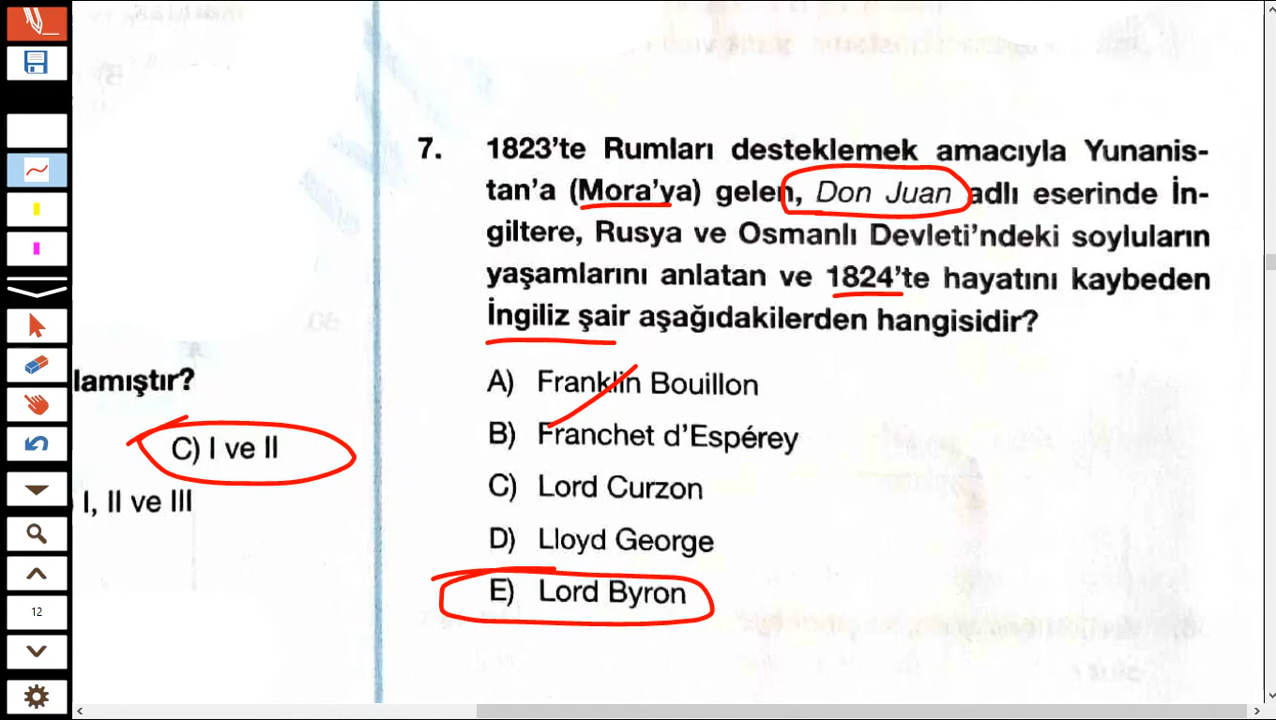 lamıştır?
C) I ve II
I, II ve III
7. 1823’te Rumları desteklemek amacıyla Yunanis-
tan’a (Mora’ya) gelen, Don Juan adlı eserinde İn-
giltere, Rusya ve Osmanlı Devleti’ndeki soyluların
yaşamlarını anlatan ve 1824’te hayatını kaybeden
İngiliz şair aşağıdakilerden hangisidir?
A) Franklin Bouillon
B) Franchet d’Espérey
C) Lord Curzon
D) Lloyd George
E) Lord Byron
12